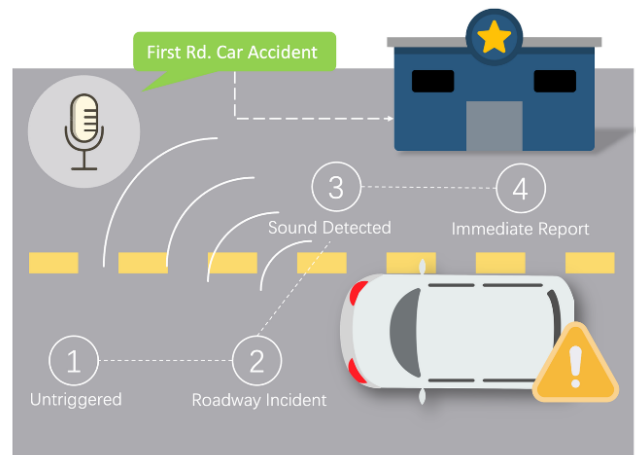 First Rd. Car Accident
3
Sound Detected
4
Immediate Report
1
Untriggered
2
Roadway Incident
!